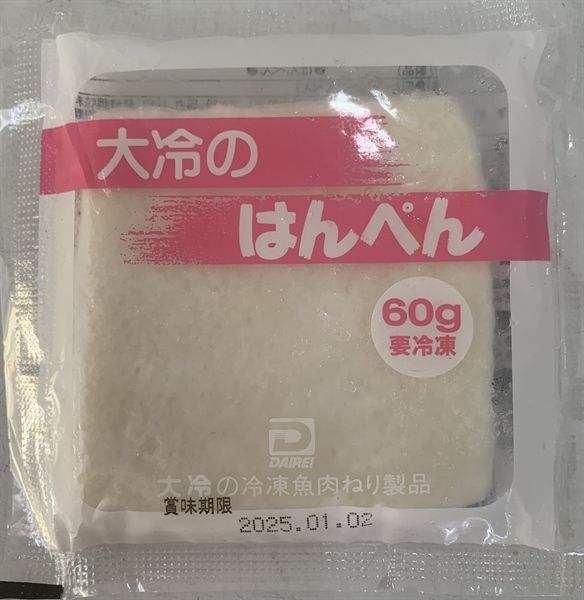 大冷の
はんぺん
60g
要冷凍
DAIREI
大冷の冷凍魚肉ねり製品
賞味期限
2025.01.02